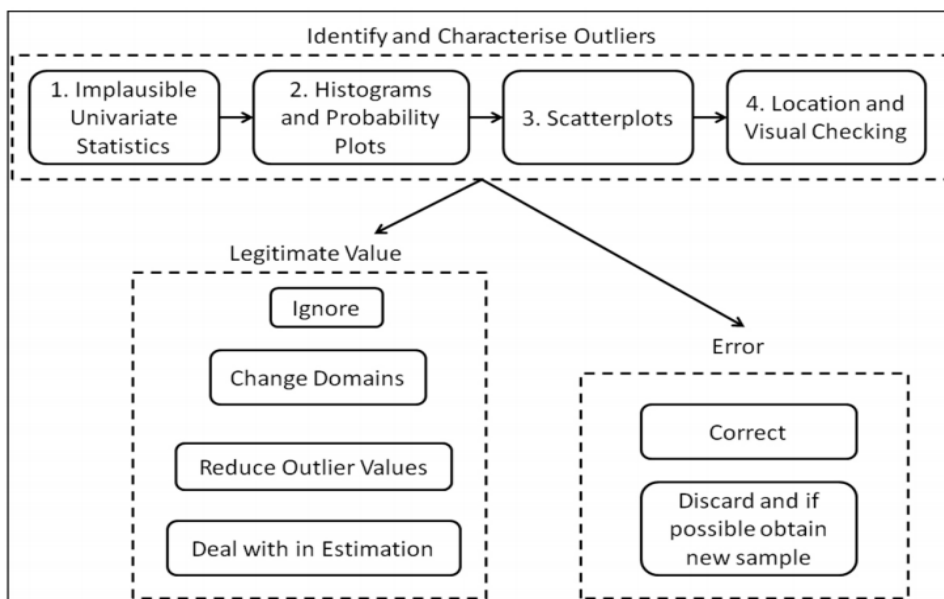 Identify and Characterise Outliers
1. Implausible
Univariate
Statistics
2. Histograms
and Probability
Plots
3. Scatterplots
4. Location and
Visual Checking
Legitimate Value
Ignore
Change Domains
Reduce Outlier Values
Deal with in Estimation
Error
Correct
Discard and if
possible obtain
new sample